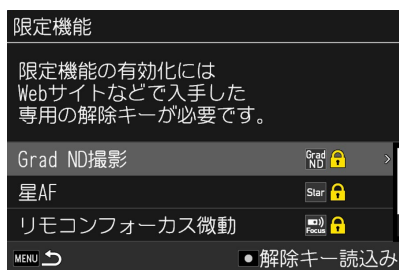 限定機能
限定機能の有効化には
Webサイトなどで入手した
専用の解除キーが必要です。
Grad ND撮影 Grad ND
星AF Star
リモコンフォーカス微動 Focus
MENU 解除キー読込み